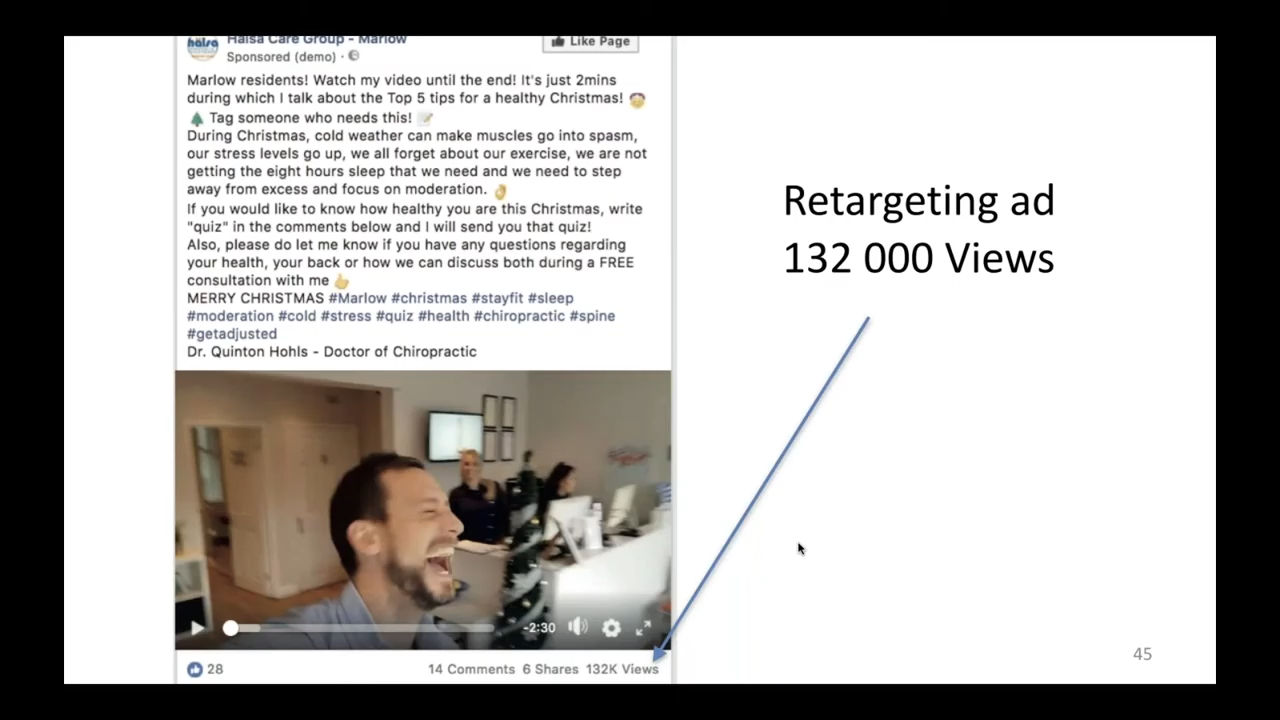 Halsa Care Group - Marlow
Like Page
halsa
Sponsored (demo) ·
Marlow residents! Watch my video until the end! It's just 2mins
during which I talk about the Top 5 tips for a healthy Christmas!
Tag someone who needs this!
During Christmas, cold weather can make muscles go into spasm,
our stress levels go up, we all forget about our exercise, we are not
getting the eight hours sleep that we need and we need to step
away from excess and focus on moderation.
If you would like to know how healthy you are this Christmas, write
"quiz" in the comments below and I will send you that quiz!
Also, please do let me know if you have any questions regarding
your health, your back or how we can discuss both during a FREE
consultation with me
MERRY CHRISTMAS #Marlow #christmas #stayfit #sleep
#moderation #cold #stress #quiz #health #chiropractic #spine
#getadjusted
Dr. Quinton Hohls - Doctor of Chiropractic
-2:30
28
14 Comments 6 Shares 132K Views
Retargeting ad
132 000 Views
45